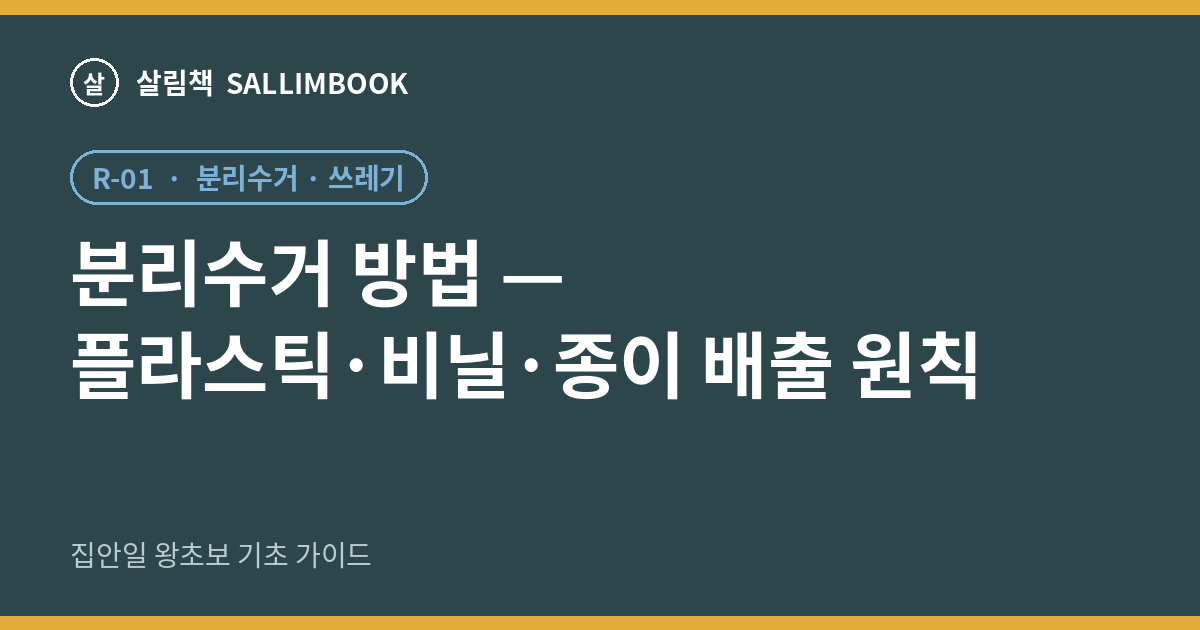 살 살림책 SALLIMBOOK
R-01 · 분리수거 · 쓰레기
분리수거 방법 —
플라스틱·비닐·종이 배출 원칙
집안일 왕초보 기초 가이드